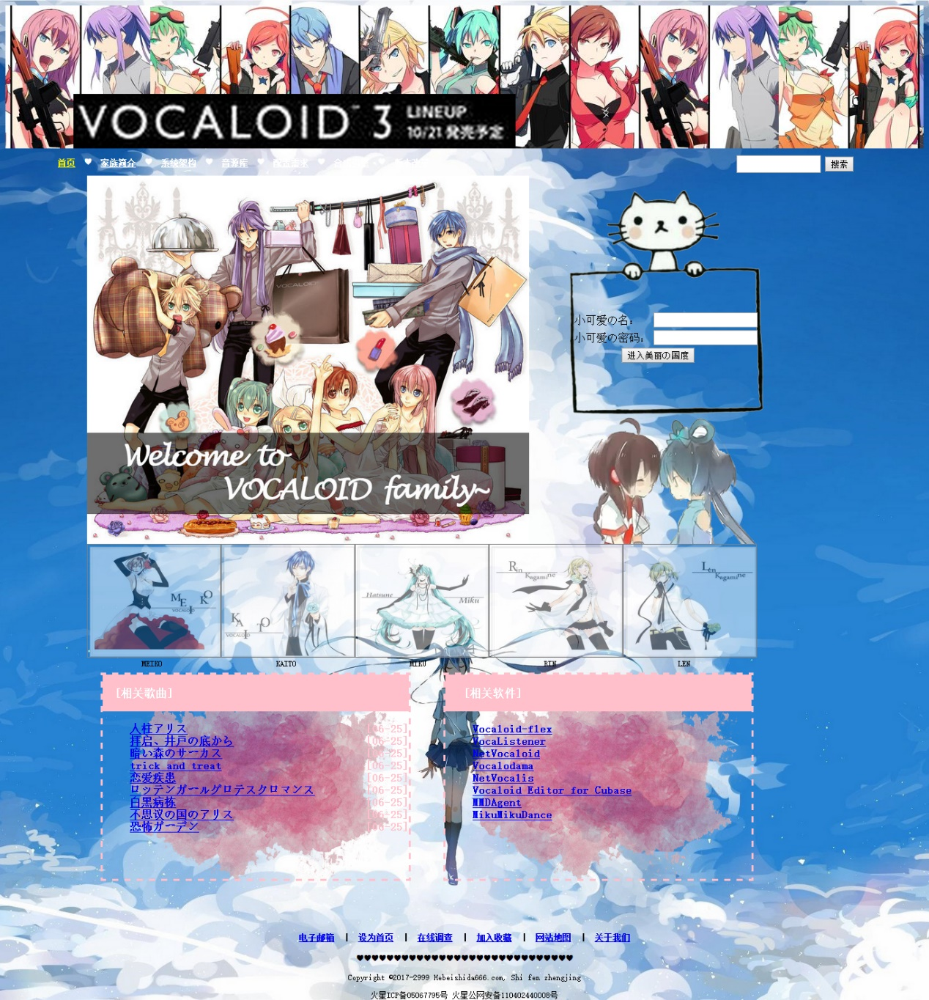 VOCALOID™ 3 LINEUP
10/21 発売予定
首页 ♥ 家族简介 ♥ 系统架构 ♥ 音源库 ♥ ♥
搜索
VOCALOID
小可爱の名：
小可爱の密码：
进入美丽の国度
Welcome to
VOCALOID family~
MEIKO VOCALOID
KAITO VOCALOID
Hatsune Miku
Rin Kagamine
Len Kagamine
MEIKO KAITO MIKU RIN LEN
[相关歌曲]
人柱アリス [06-25]
拝启、井戸の底から [06-25]
暗い森のサーカス [06-25]
trick and treat [06-25]
恋爱疾患 [06-25]
ロッテンガールグロテスクロマンス [06-25]
白黒病栋 [06-25]
不思议の国のアリス [06-25]
恐怖ガーデン [06-25]
[相关软件]
Vocaloid-flex
VocaListener
NetVocaloid
Vocalodama
NetVocalis
Vocaloid Editor for Cubase
MMDAgent
MikuMikuDance
电子邮箱 | 设为首页 | 在线调查 | 加入收藏 | 网站地图 | 关于我们
♥♥♥♥♥♥♥♥♥♥♥♥♥♥♥♥♥♥♥♥♥♥♥♥♥♥♥♥♥
Copyright ©2017-2999 Hebeishida666.com, Shi fen zhengjing
火星ICP备05067795号 火星公网安备110402440008号